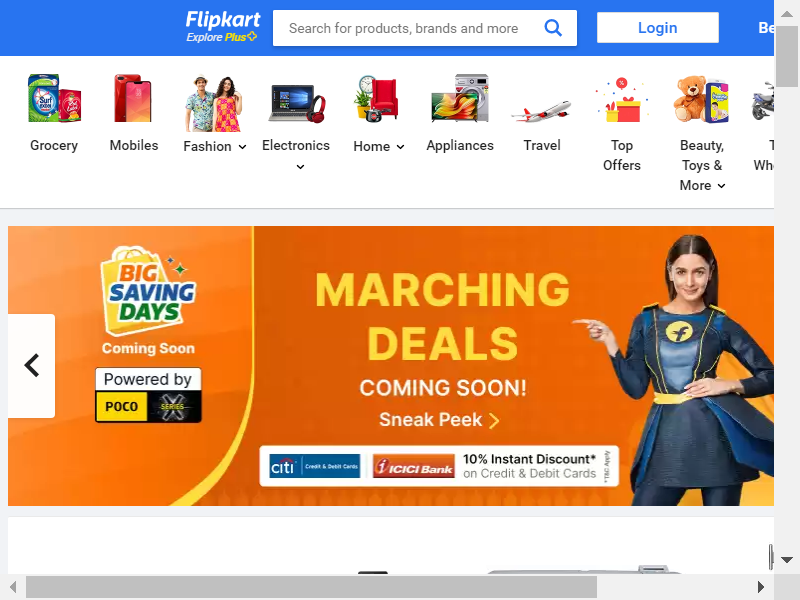 Flipkart
Explore Plus
Search for products, brands and more
Login
Be
Grocery
Mobiles
Fashion
Electronics
Home
Appliances
Travel
Top
Offers
Beauty,
Toys &
More
T
Wh
BIG
SAVING
DAYS
Coming Soon
Powered by
POCO
X SERIES
MARCHING
DEALS
COMING SOON!
Sneak Peek
citi Credit & Debit Cards
ICICI Bank
10% Instant Discount*
on Credit & Debit Cards
*T&C Apply